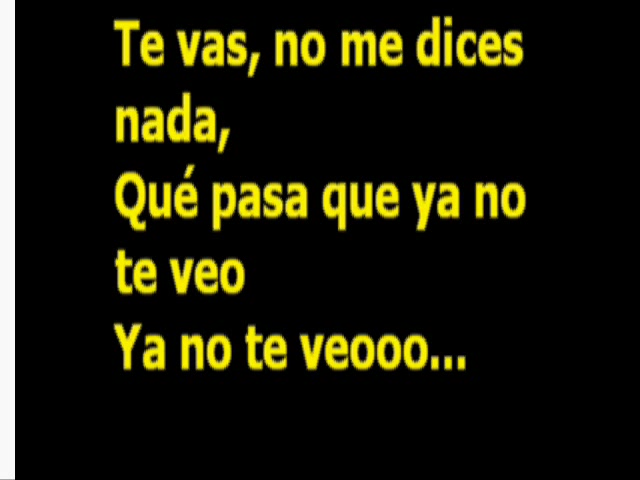 Te vas, no me dices
nada,
Qué pasa que ya no
te veo
Ya no te veooo...